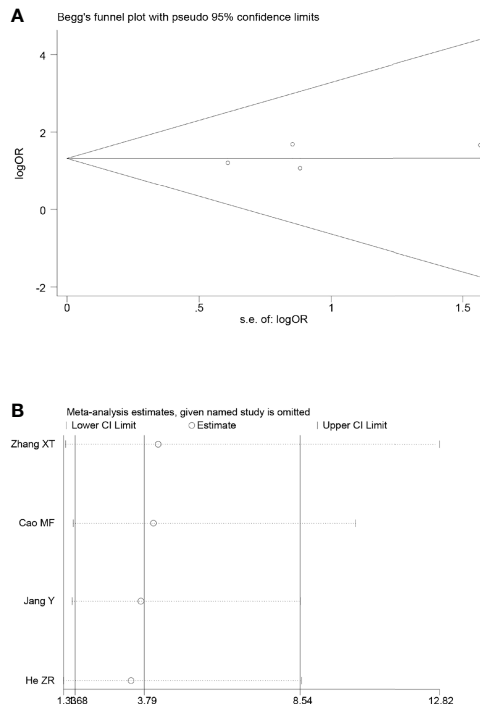 A
Begg's funnel plot with pseudo 95% confidence limits
4
2
0
-2
logOR
0 .5 1 1.5
s.e. of: logOR
B
Meta-analysis estimates, given named study is omitted
Lower CI Limit Estimate Upper CI Limit
Zhang XT
Cao MF
Jang Y
He ZR
3.79 8.54 12.82